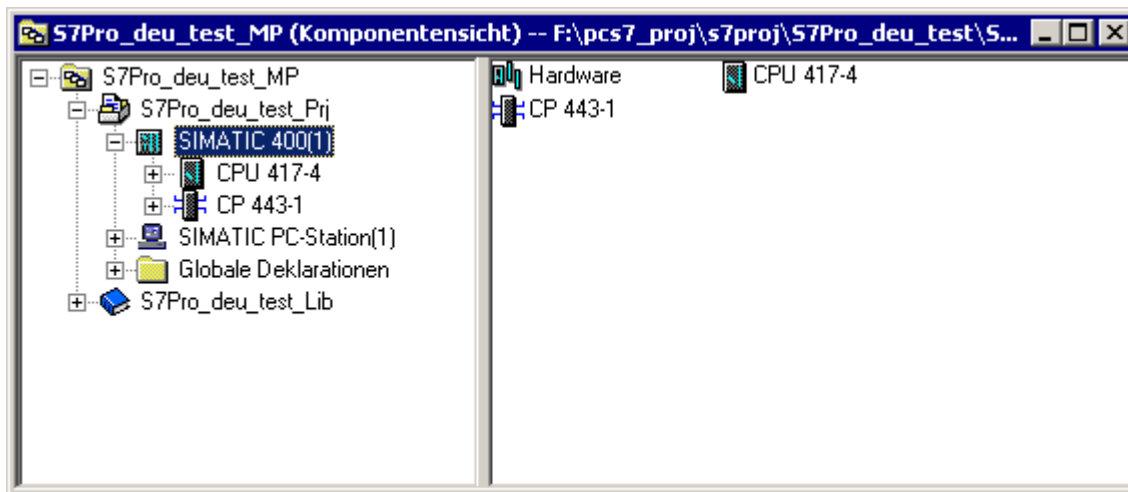 S7Pro_deu_test_MP (Komponentensicht) -- F:\pcs7_proj\s7proj\S7Pro_deu_test\S...
S7Pro_deu_test_MP
S7Pro_deu_test_Prj
SIMATIC 400(1)
CPU 417-4
CP 443-1
SIMATIC PC-Station(1)
Globale Deklarationen
S7Pro_deu_test_Lib
Hardware
CPU 417-4
CP 443-1